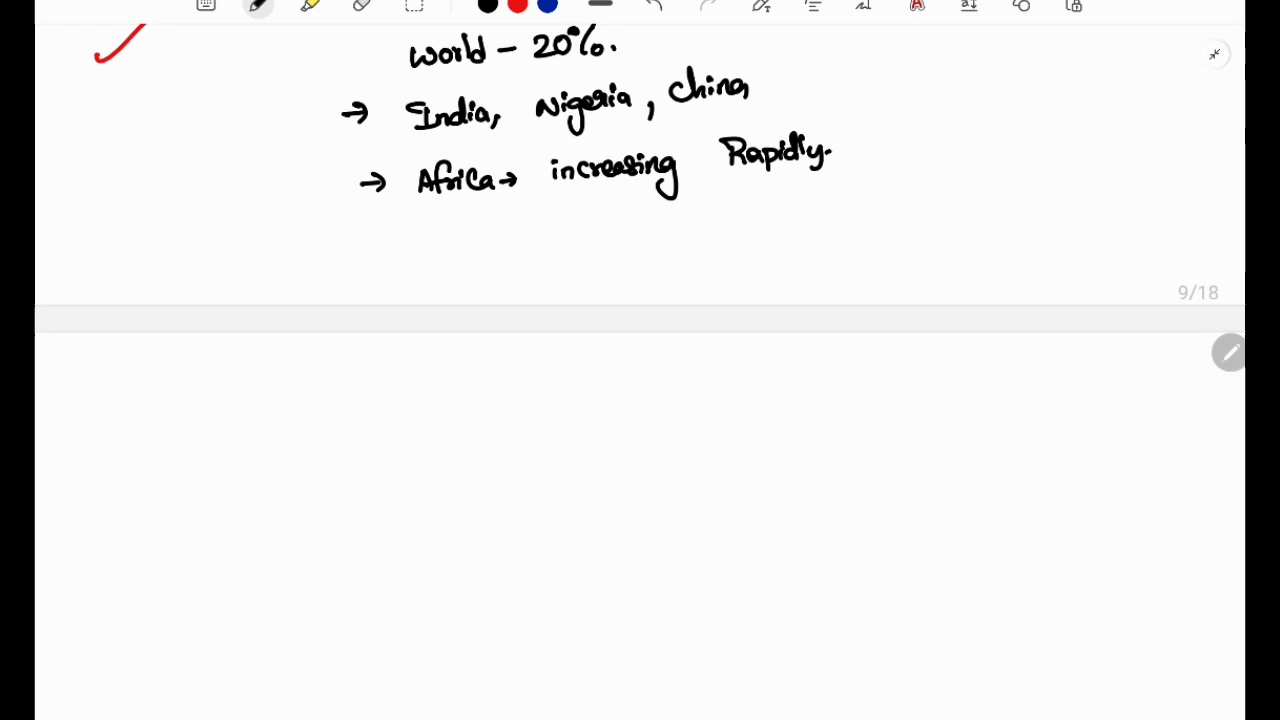 World - 20%.
→ India, Nigeria, China
→ Africa → increasing Rapidly.
9/18